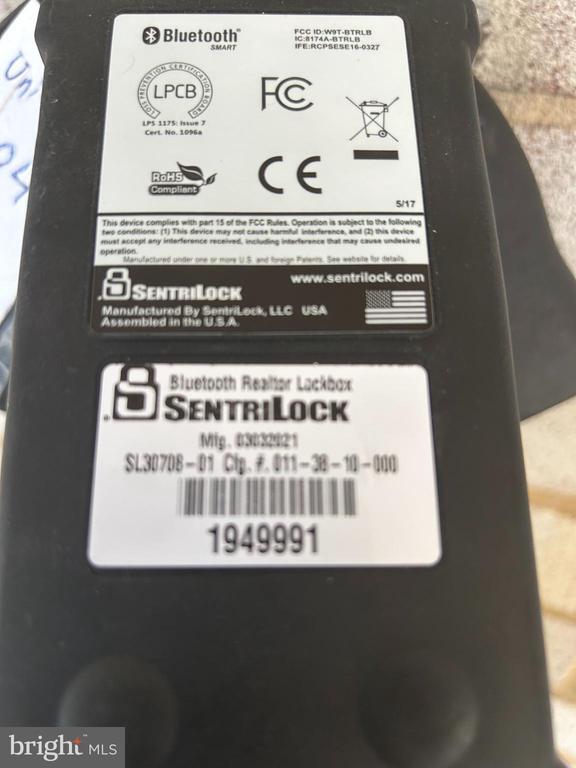 Bluetooth®
SMART
FCC ID:W9T-BTRLB
IC:8174A-BTRLB
IFE:RCPSESE16-0327
LOSS PREVENTION CERTIFICATION BOARD
LPCB
LPS 1175: Issue 7
Cert. No. 1096a
FC
RoHS
Compliant
CE
5/17
This device complies with part 15 of the FCC Rules. Operation is subject to the following
two conditions: (1) This device may not cause harmful interference, and (2) this device
must accept any interference received, including interference that may cause undesired
operation.
Manufactured under one or more U.S. and foreign Patents. See website for details.
www.sentrilock.com
SENTRILOCK
Manufactured By SentriLock, LLC USA
Assembled in the U.S.A.
Bluetooth Realtor Lockbox
SENTRILOCK
Mfg. 03032021
SL30708-01 Cfg. #. 011-38-10-000
1949991
bright MLS